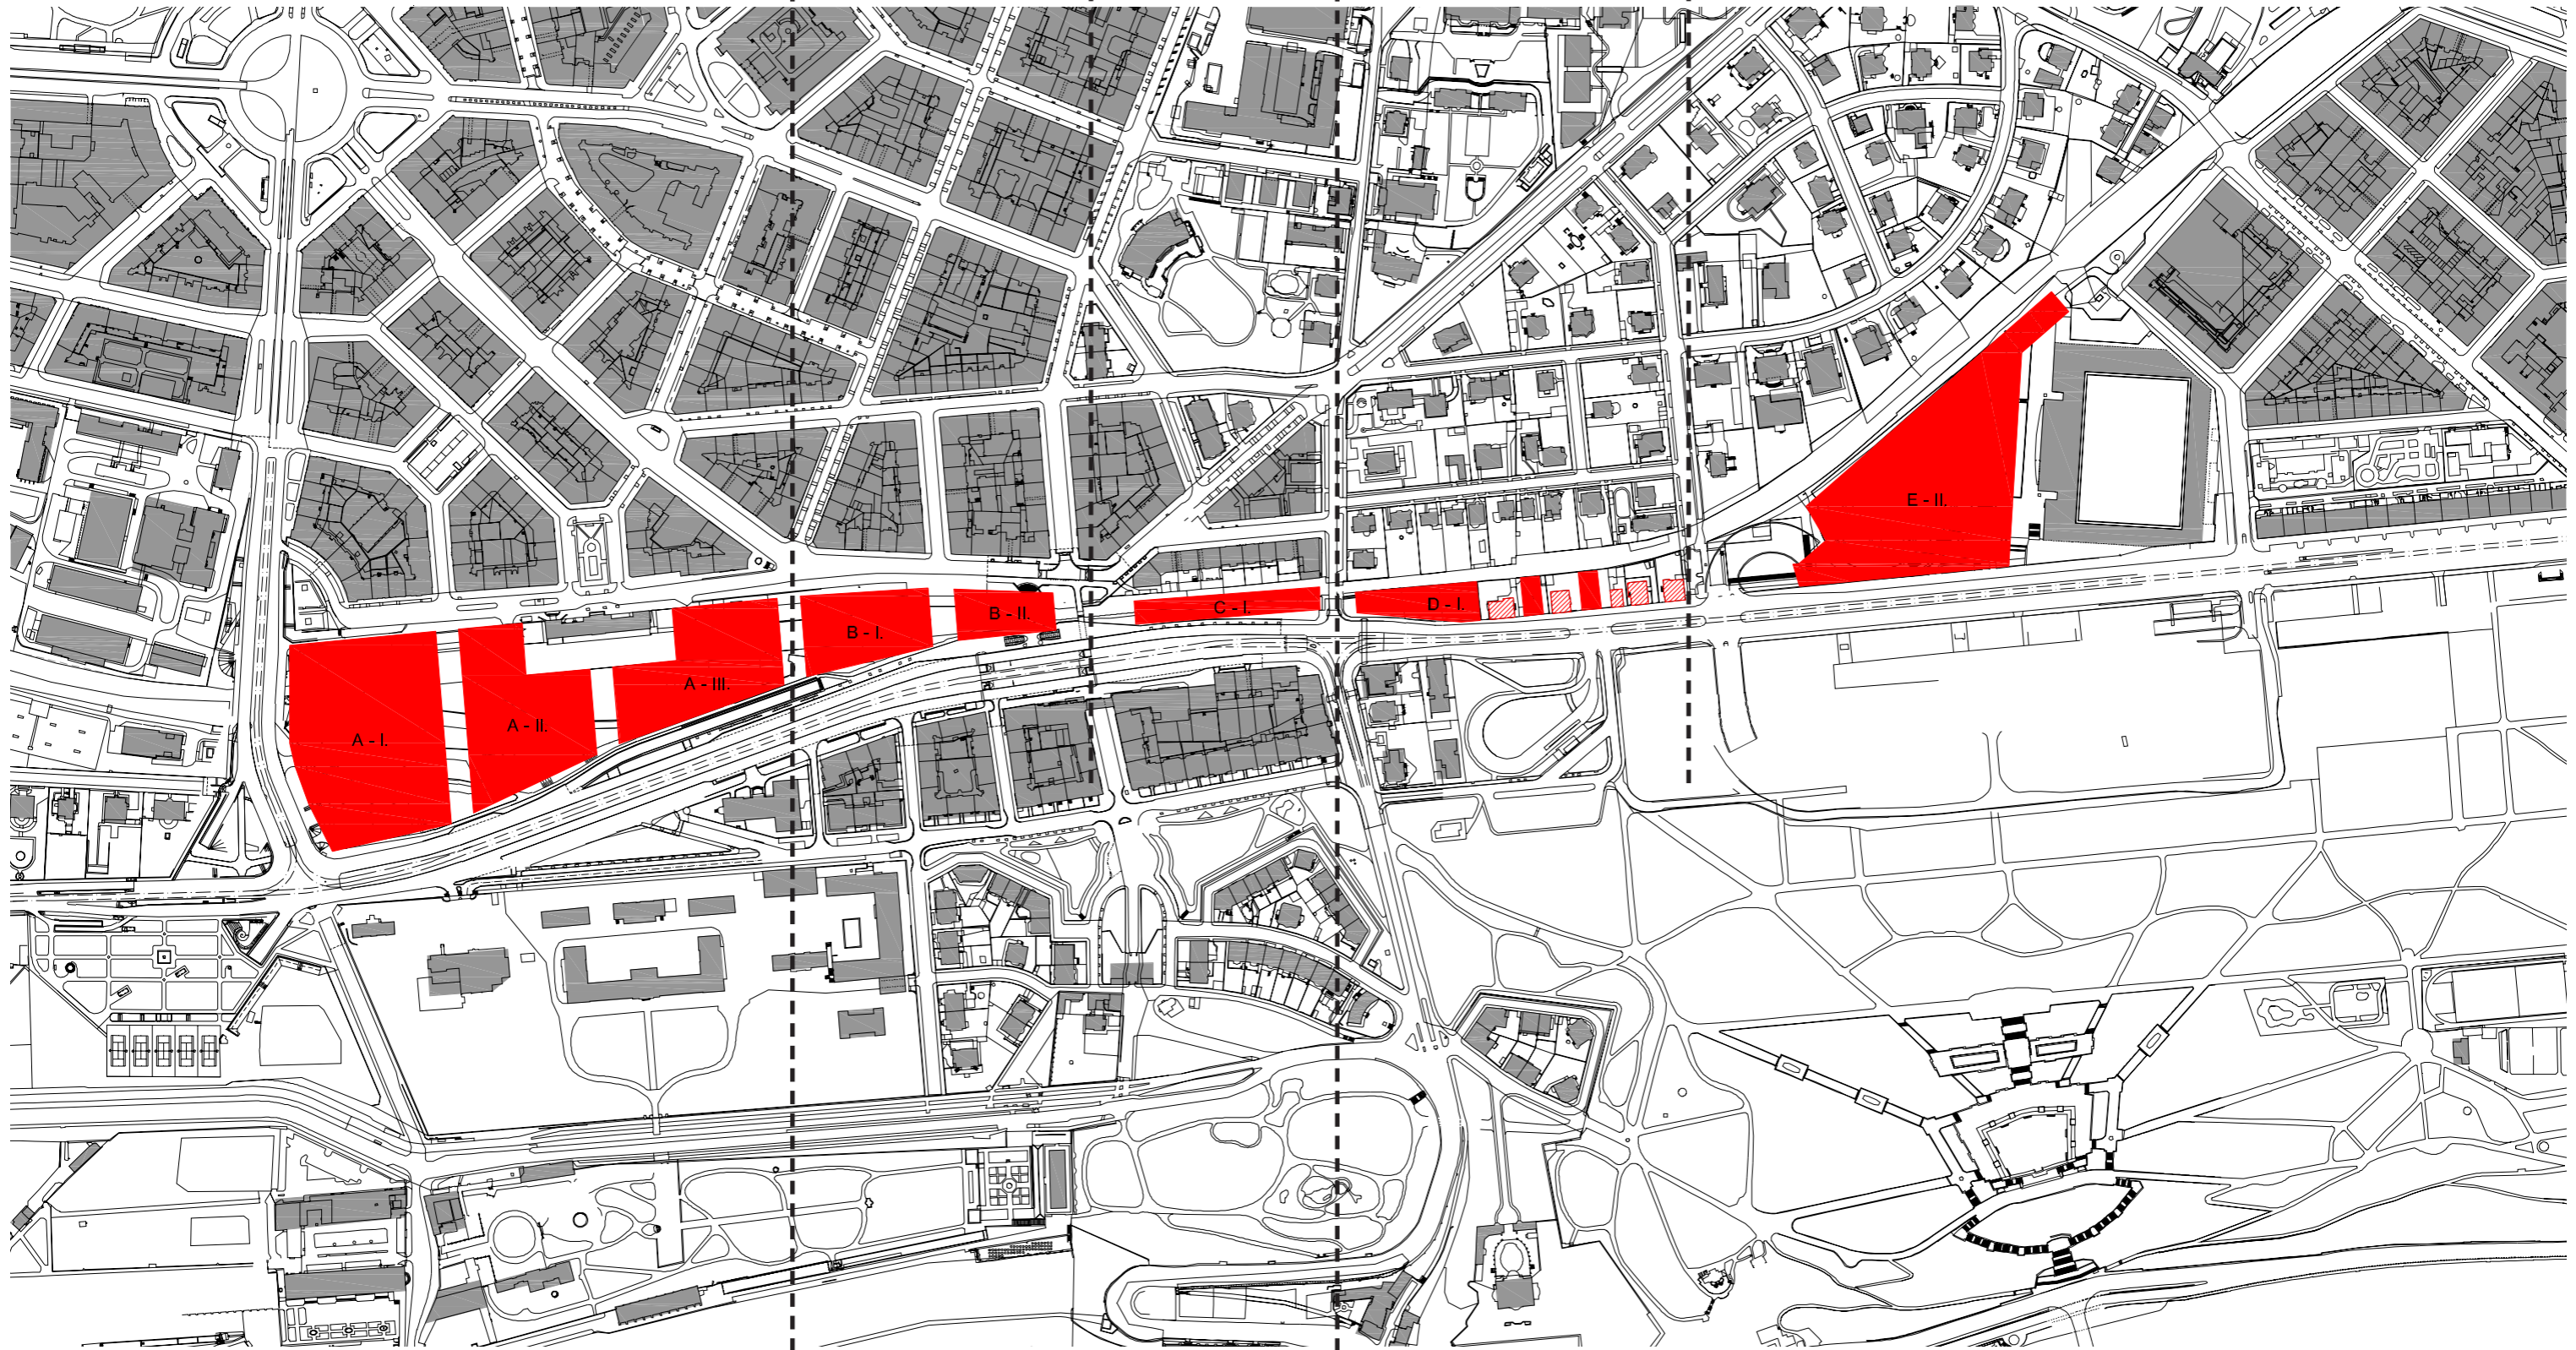 A - I.
A - II.
A - III.
B - I.
B - II.
C - I.
D - I.
E - II.